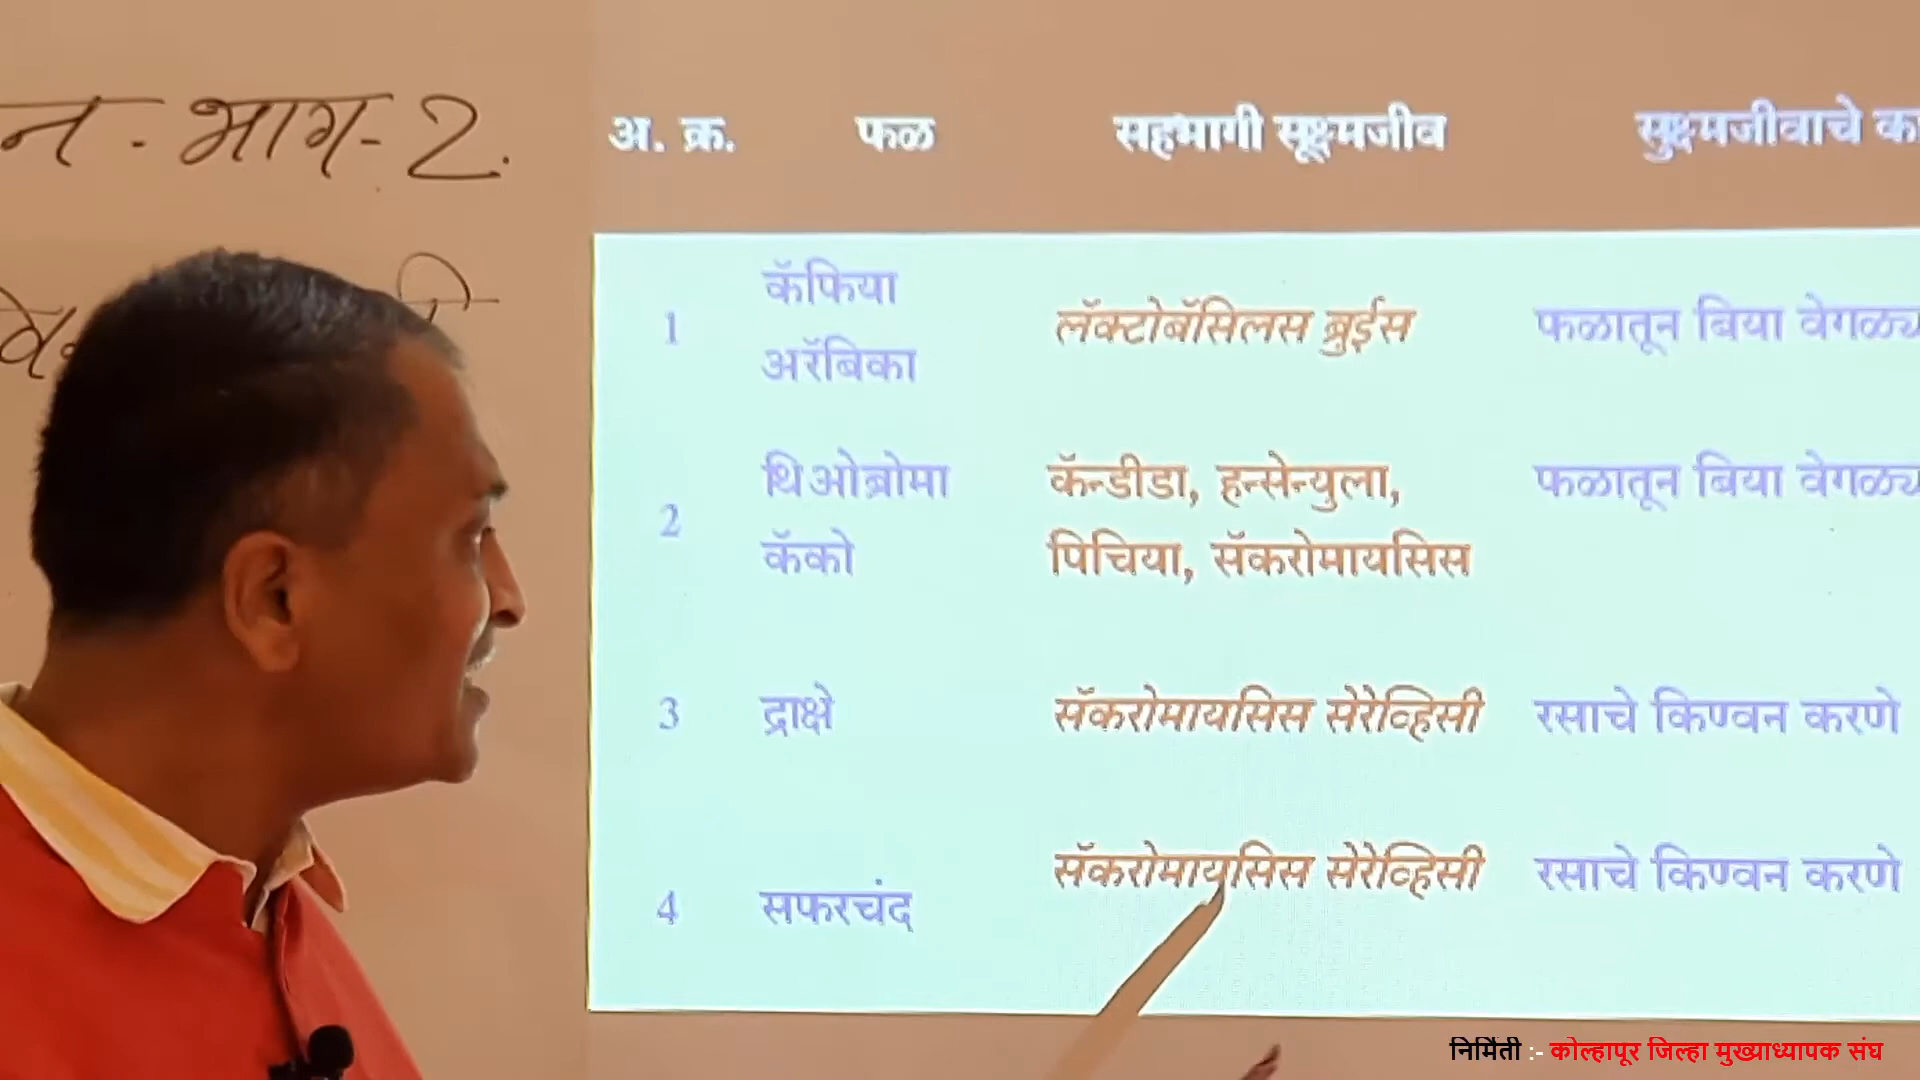 न - भाग - 2.
अ. क्र. फळ सहभागी सूक्ष्मजीव सुक्ष्मजीवाचे
1 कॅफिया अरॅबिका लॅक्टोबॅसिलस ब्रुईस फळातून बिया
2 थिओब्रोमा कॅको कॅन्डीडा, हन्सेन्युला, पिचिया, सॅकरोमायसिस फळातून बिया
3 द्राक्षे सॅकरोमायसिस सेरेव्हिसी रसाचे किण्वन करणे
4 सफरचंद सॅकरोमायसिस सेरेव्हिसी रसाचे किण्वन करणे
निर्मिती :- कोल्हापूर जिल्हा मुख्याध्यापक संघ